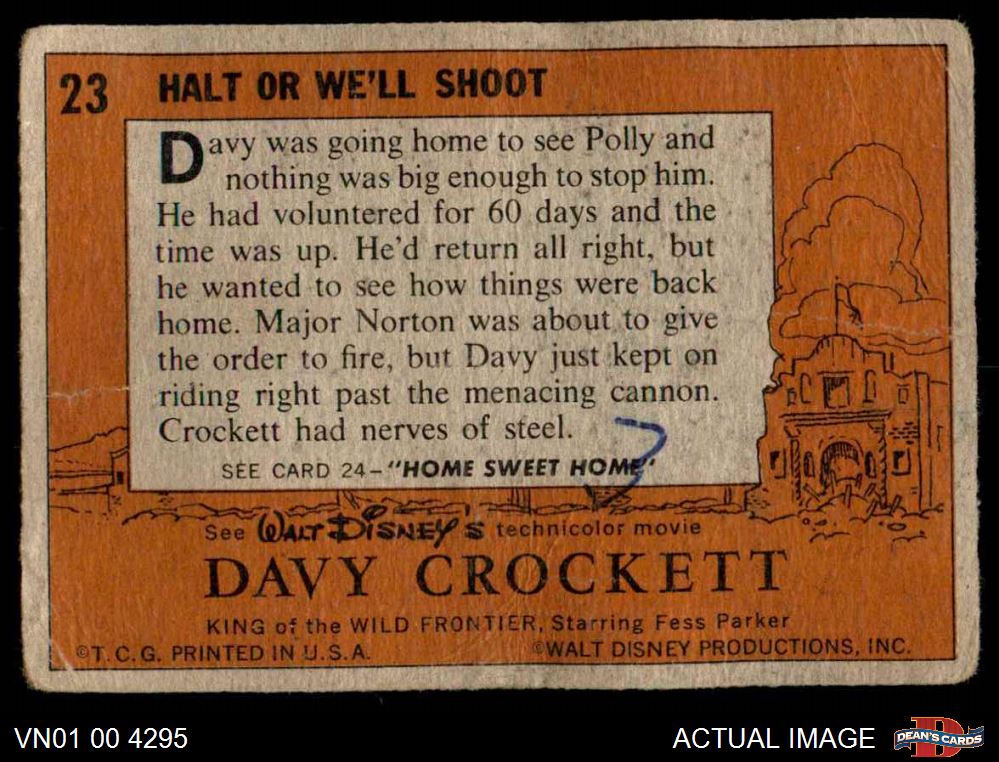 23 HALT OR WE'LL SHOOT
Davy was going home to see Polly and
nothing was big enough to stop him.
He had voluntered for 60 days and the
time was up. He'd return all right, but
he wanted to see how things were back
home. Major Norton was about to give
the order to fire, but Davy just kept on
riding right past the menacing cannon.
Crockett had nerves of steel.
SEE CARD 24-"HOME SWEET HOME"
See WALT DISNEY'S technicolor movie
DAVY CROCKETT
KING of the WILD FRONTIER, Starring Fess Parker
©T.C.G. PRINTED IN U.S.A. ©WALT DISNEY PRODUCTIONS, INC.
VN01 00 4295 ACTUAL IMAGE DEAN'S CARDS